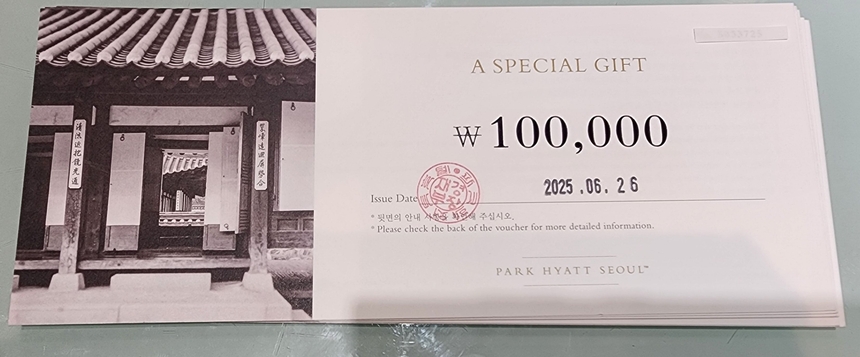 A SPECIAL GIFT
₩100,000
Issue Date
2025.06.26
* 뒷면의 안내 사항을 확인해 주십시오.
* Please check the back of the voucher for more detailed information.
PARK HYATT SEOUL™